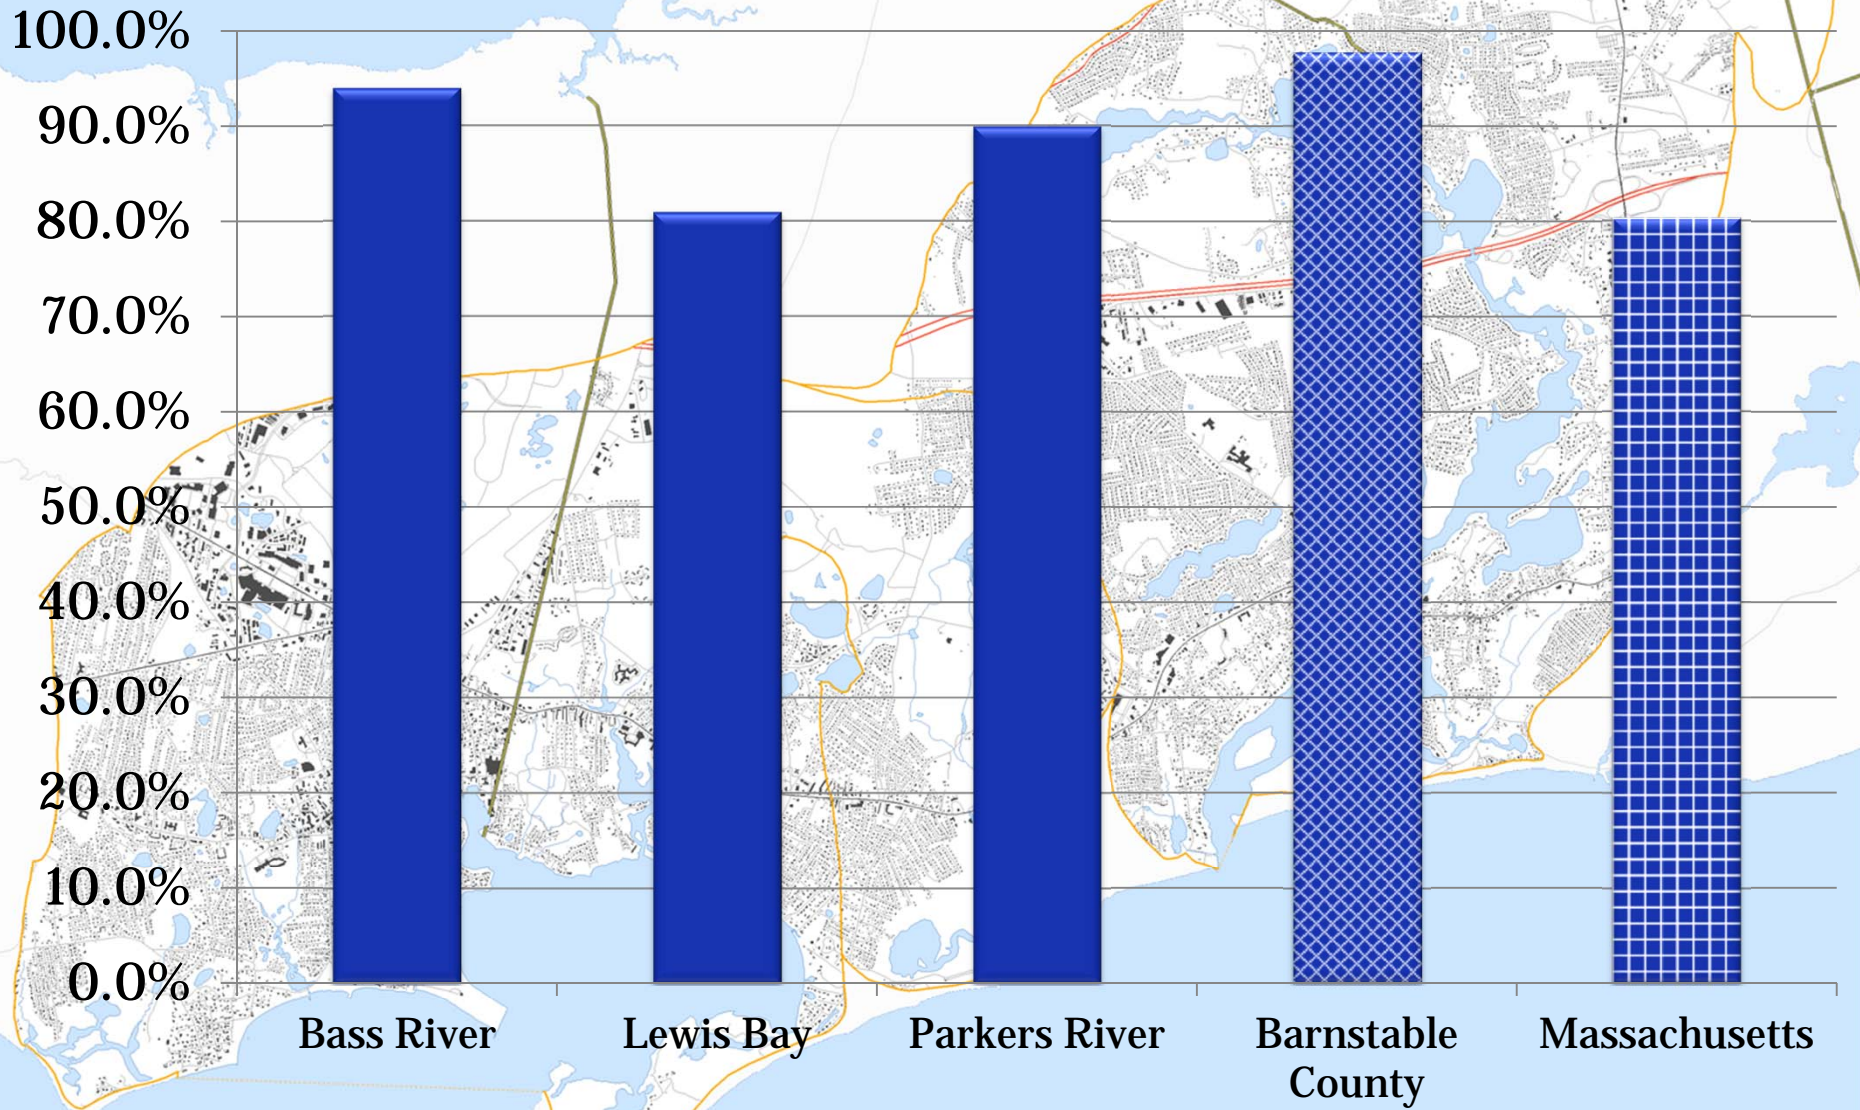 100.0%
90.0%
80.0%
70.0%
60.0%
50.0%
40.0%
30.0%
20.0%
10.0%
0.0%
Bass River
Lewis Bay
Parkers River
Barnstable
County
Massachusetts